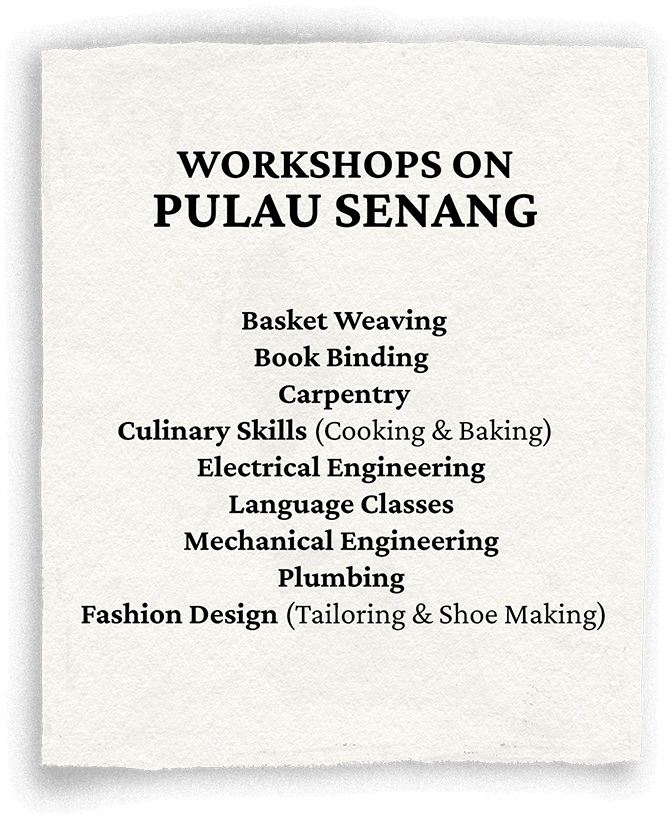 WORKSHOPS ON
PULAU SENANG
Basket Weaving
Book Binding
Carpentry
Culinary Skills (Cooking & Baking)
Electrical Engineering
Language Classes
Mechanical Engineering
Plumbing
Fashion Design (Tailoring & Shoe Making)